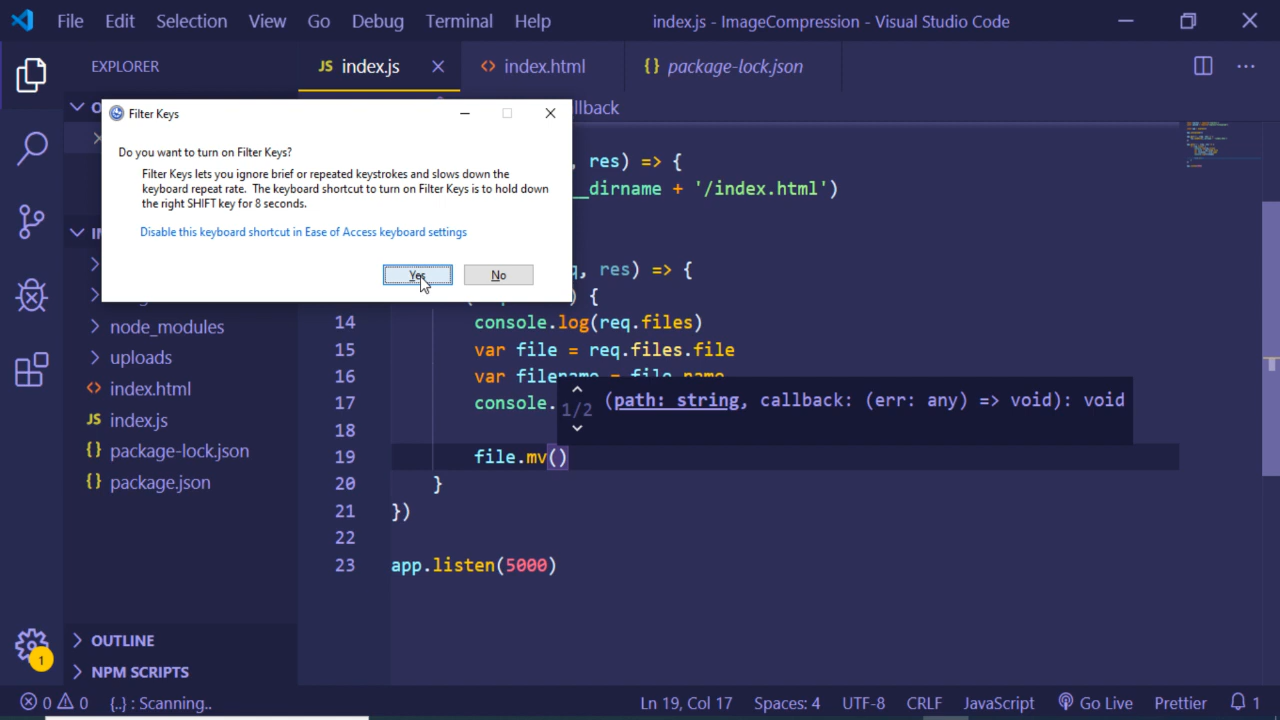 File Edit Selection View Go Debug Terminal Help index.js - ImageCompression - Visual Studio Code
EXPLORER
JS index.js
<> index.html
{} package-lock.json
llback
Filter Keys
Do you want to turn on Filter Keys?
Filter Keys lets you ignore brief or repeated keystrokes and slows down the
keyboard repeat rate. The keyboard shortcut to turn on Filter Keys is to hold down
the right SHIFT key for 8 seconds.
Disable this keyboard shortcut in Ease of Access keyboard settings
Yes No
node_modules
uploads
<> index.html
JS index.js
{} package-lock.json
{} package.json
OUTLINE
NPM SCRIPTS
1
res) => {
__dirname + '/index.html')
res) => {
) {
14 console.log(req.files)
15 var file = req.files.file
16 var filename = file.name
17 console.
1/2 (path: string, callback: (err: any) => void): void
18
19 file.mv()
20 }
21 })
22
23 app.listen(5000)
0 0 {..} : Scanning.. Ln 19, Col 17 Spaces: 4 UTF-8 CRLF JavaScript Go Live Prettier 1